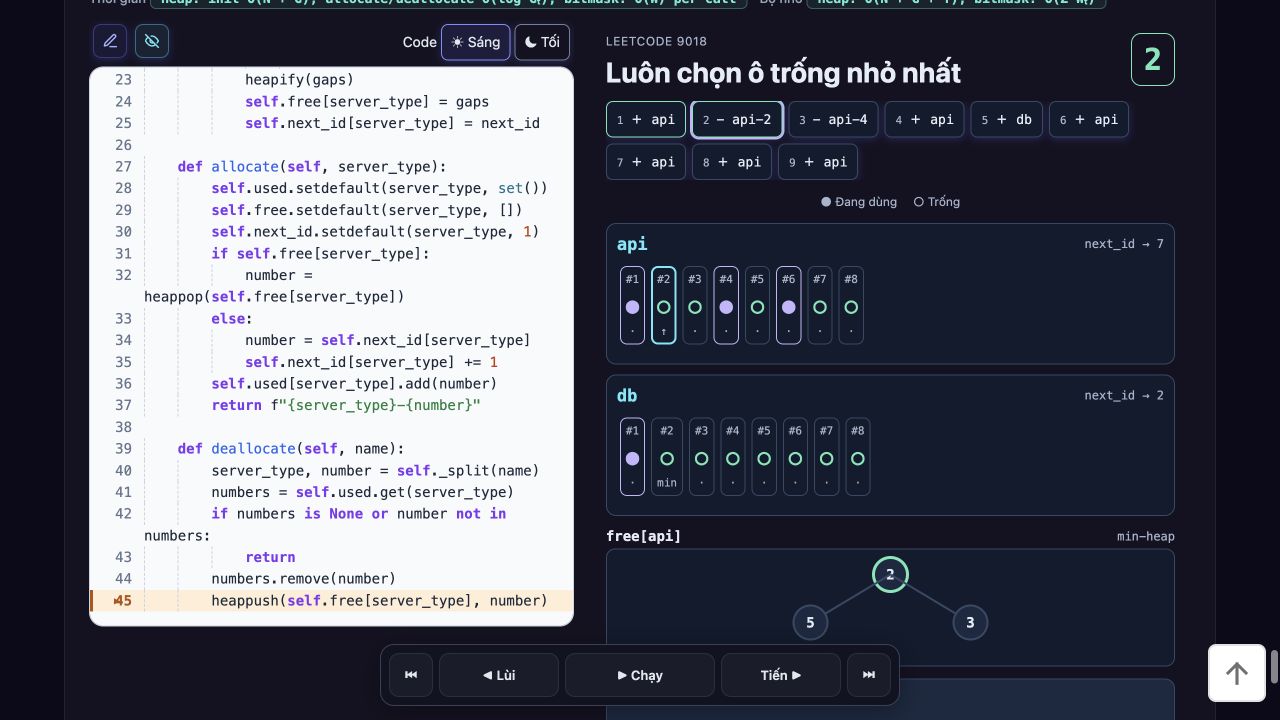 Code ☀ Sáng Tối
23 heapify(gaps)
24 self.free[server_type] = gaps
25 self.next_id[server_type] = next_id
26
27 def allocate(self, server_type):
28 self.used.setdefault(server_type, set())
29 self.free.setdefault(server_type, [])
30 self.next_id.setdefault(server_type, 1)
31 if self.free[server_type]:
32 number =
heappop(self.free[server_type])
33 else:
34 number = self.next_id[server_type]
35 self.next_id[server_type] += 1
36 self.used[server_type].add(number)
37 return f"{server_type}-{number}"
38
39 def deallocate(self, name):
40 server_type, number = self._split(name)
41 numbers = self.used.get(server_type)
42 if numbers is None or number not in
numbers:
43 return
44 numbers.remove(number)
45 heappush(self.free[server_type], number)
LEETCODE 9018
Luôn chọn ô trống nhỏ nhất
2
1 + api 2 − api-2 3 − api-4 4 + api 5 + db 6 + api
7 + api 8 + api 9 + api
Đang dùng Trống
api next_id → 7
#1 #2 #3 #4 #5 #6 #7 #8
· ↑ · · · · · ·
db next_id → 2
#1 #2 #3 #4 #5 #6 #7 #8
· min · · · · · ·
free[api] min-heap
2
5 3
⏮ ◀ Lùi ▶ Chạy Tiến ▶ ⏭